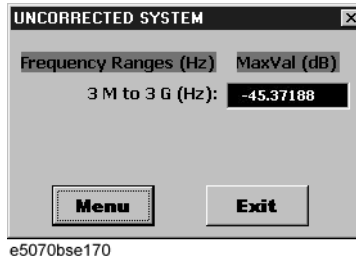 UNCORRECTED SYSTEM
Frequency Ranges (Hz) MaxVal (dB)
3 M to 3 G (Hz): -45.37188
Menu Exit
e5070bse170